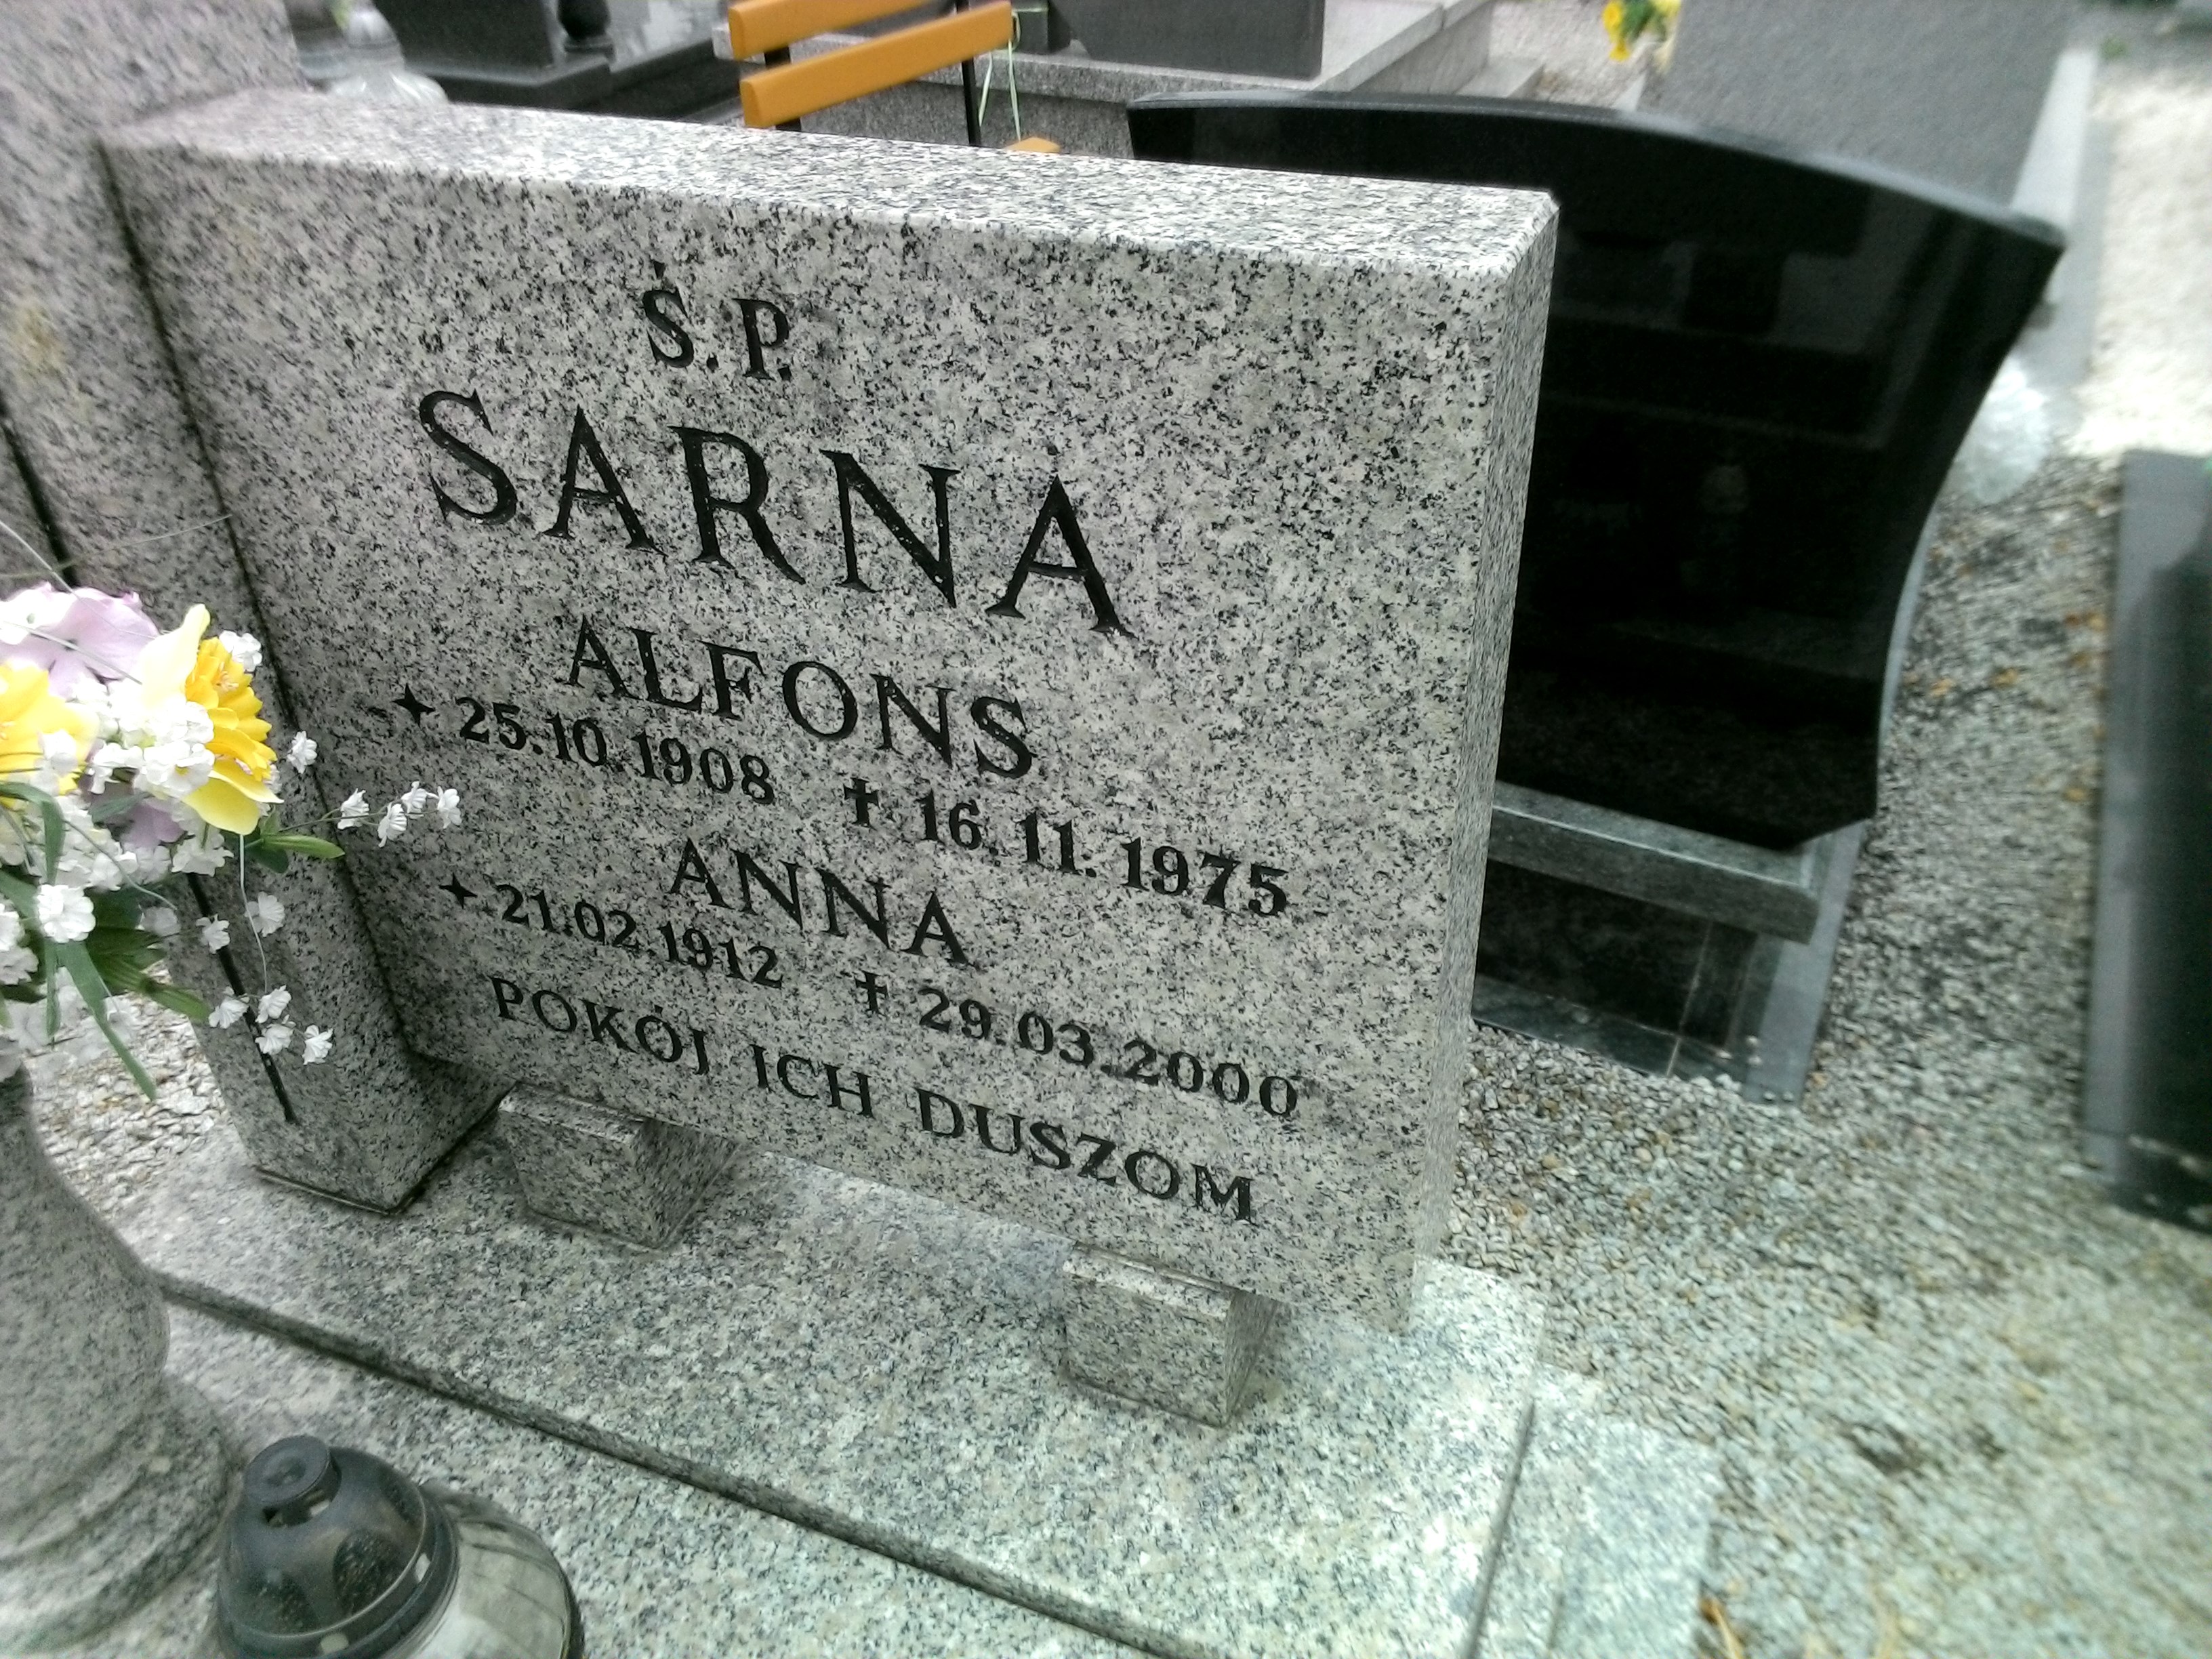 Ś.P.
SARNA
ALFONS
✦ 25.10.1908 ✝ 16.11.1975
ANNA
✦ 21.02.1912 ✝ 29.03.2000
POKÓJ ICH DUSZOM